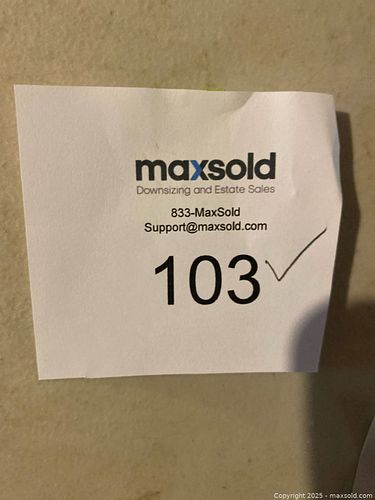 maxsold
Downsizing and Estate Sales
833-MaxSold
Support@maxsold.com
103✓
Copyright 2025 - maxsold.com